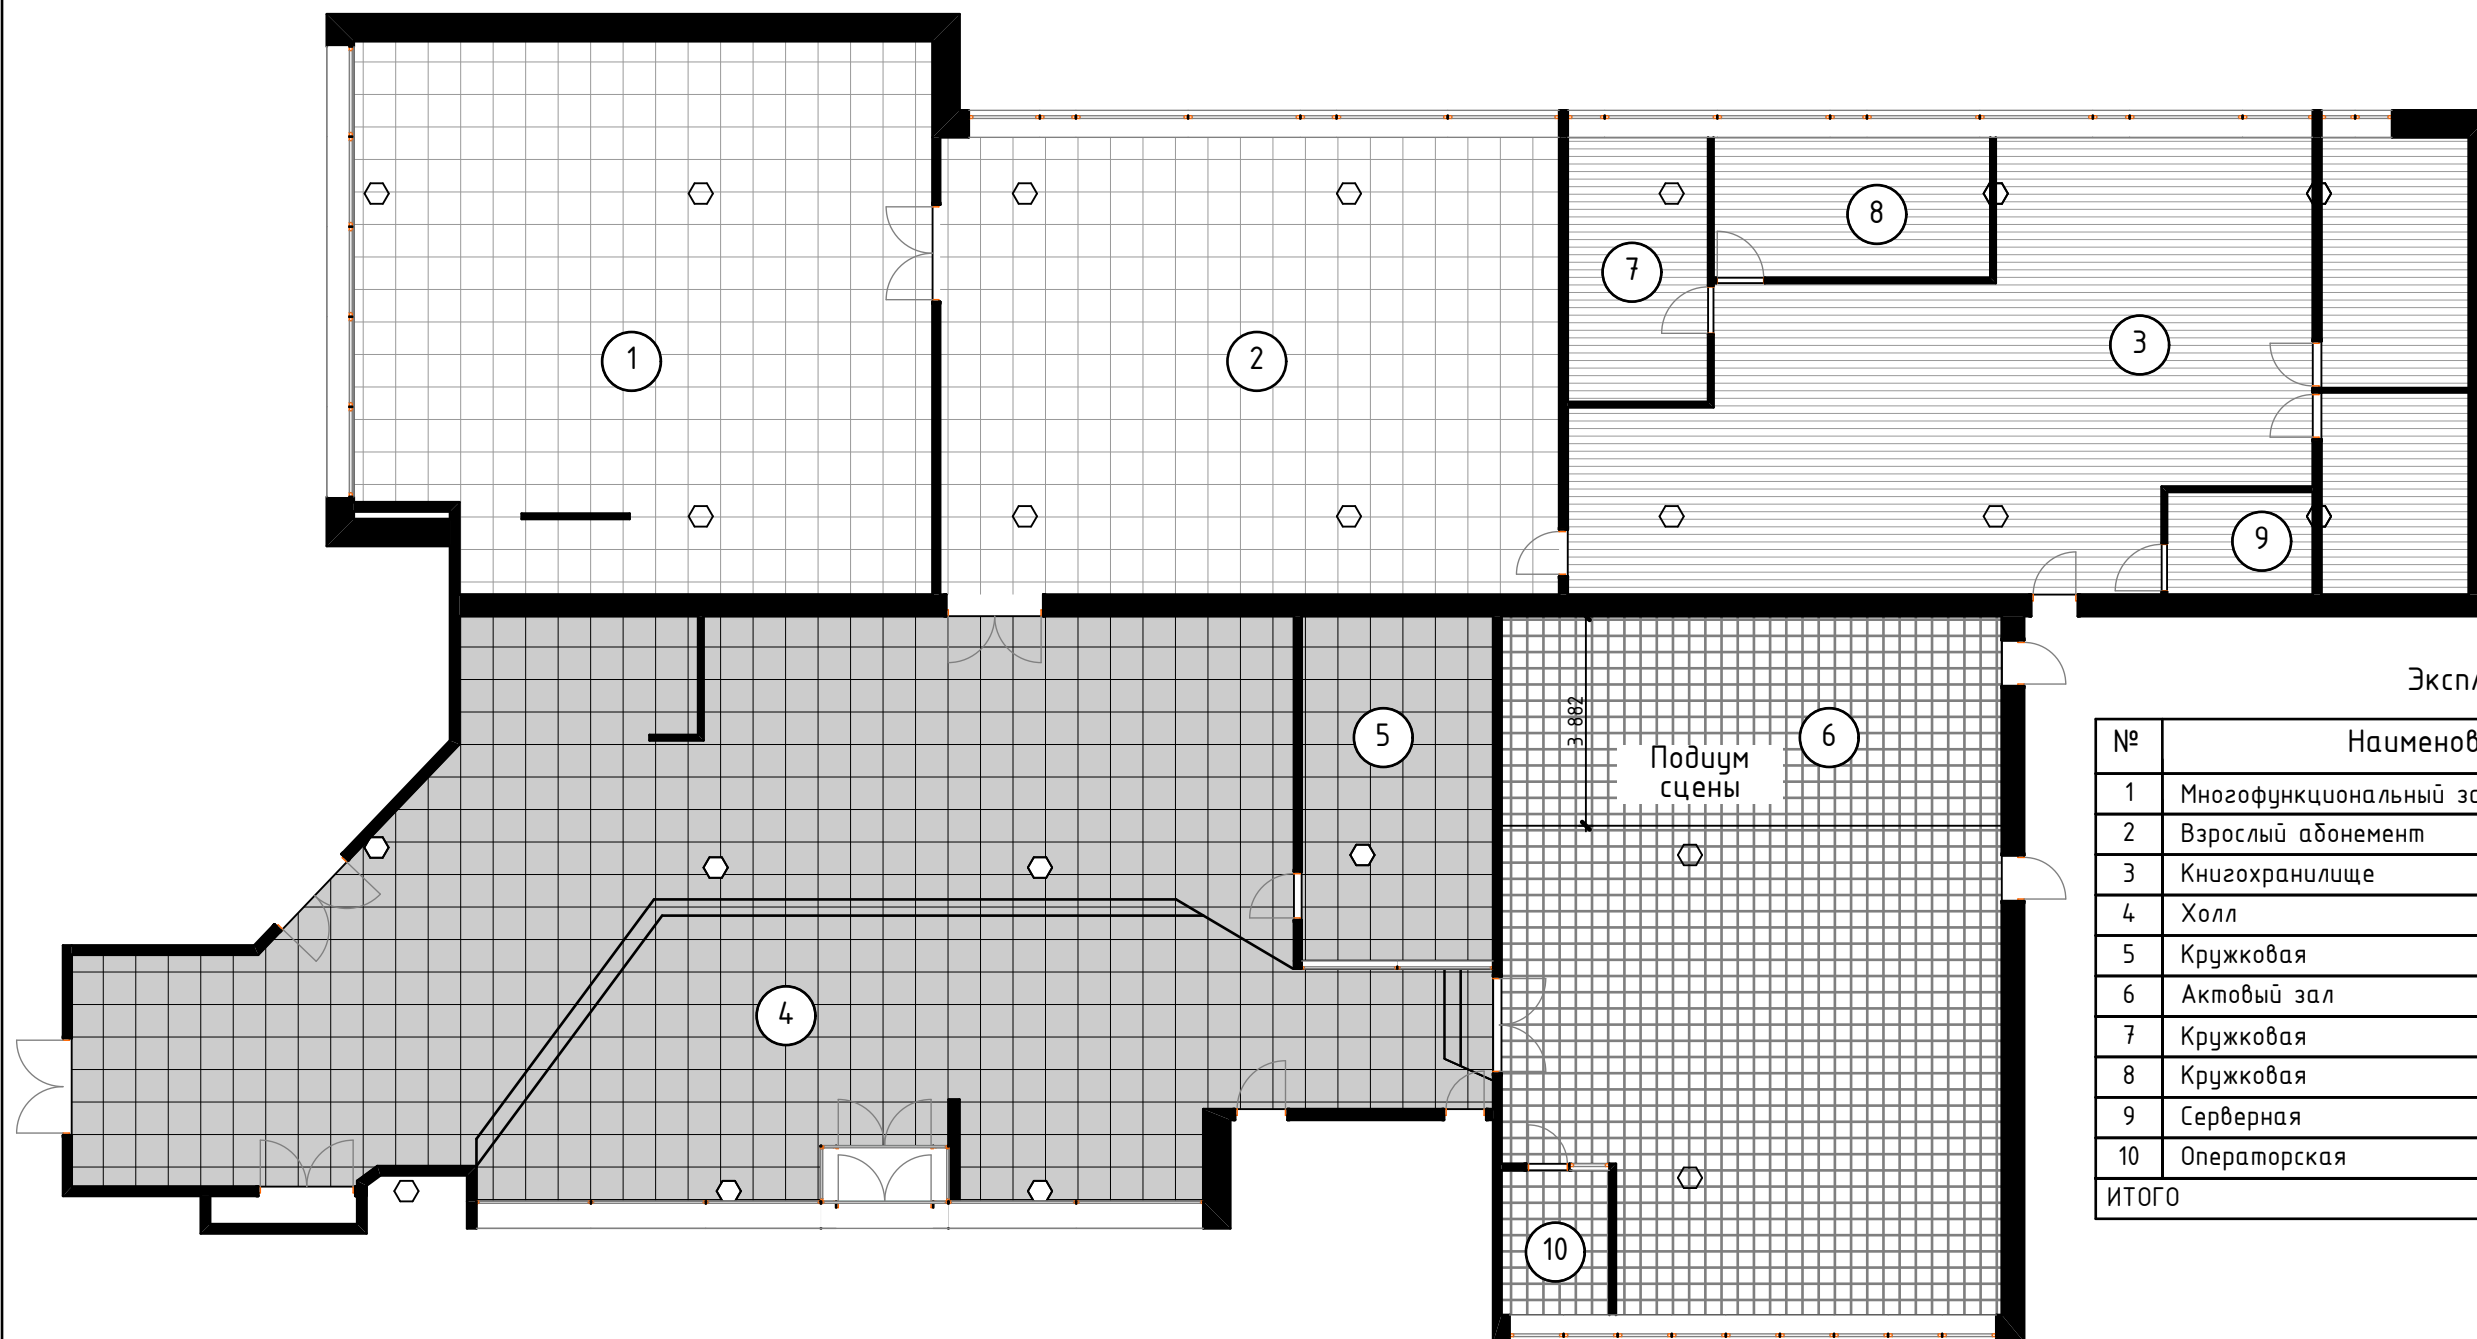 1
2
3
4
5
6
7
8
9
10
3 882
Подиум
сцены
№
1 Многофункциональный
2 Взрослый абонемент
3 Книгохранилище
4 Холл
5 Кружковая
6 Актовый зал
7 Кружковая
8 Кружковая
9 Серверная
10 Операторская
ИТОГО